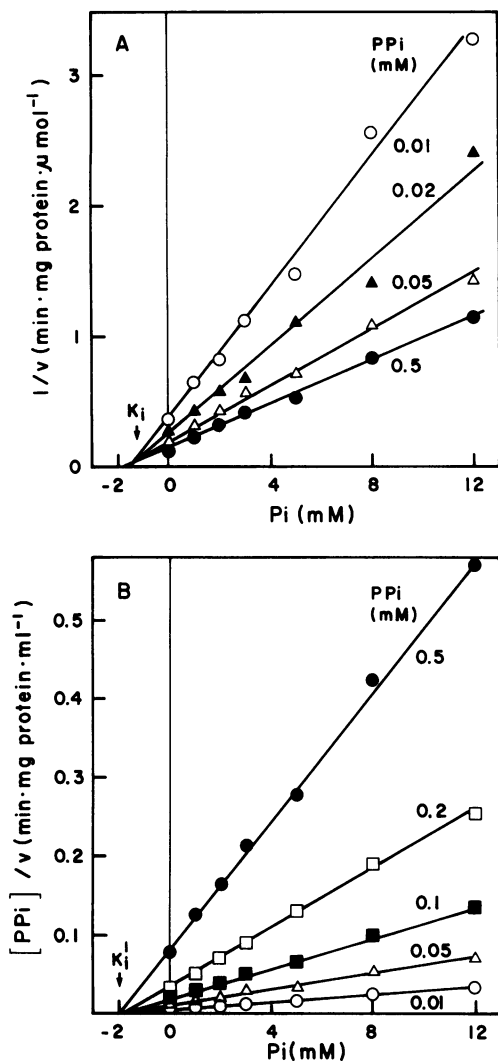 A
PPi
(mM)
3
0.01
0.02
2
0.05
1
0.5
Ki
0
-2 0 4 8 12
Pi (mM)
1/v (min·mg protein·μmol⁻¹)
B
PPi
(mM)
0.5
0.5
0.4
0.3
0.2
0.2
0.1
0.1
0.05
Ki'
0.01
-2 0 4 8 12
Pi (mM)
[PPi] /v (min·mg protein·ml⁻¹)